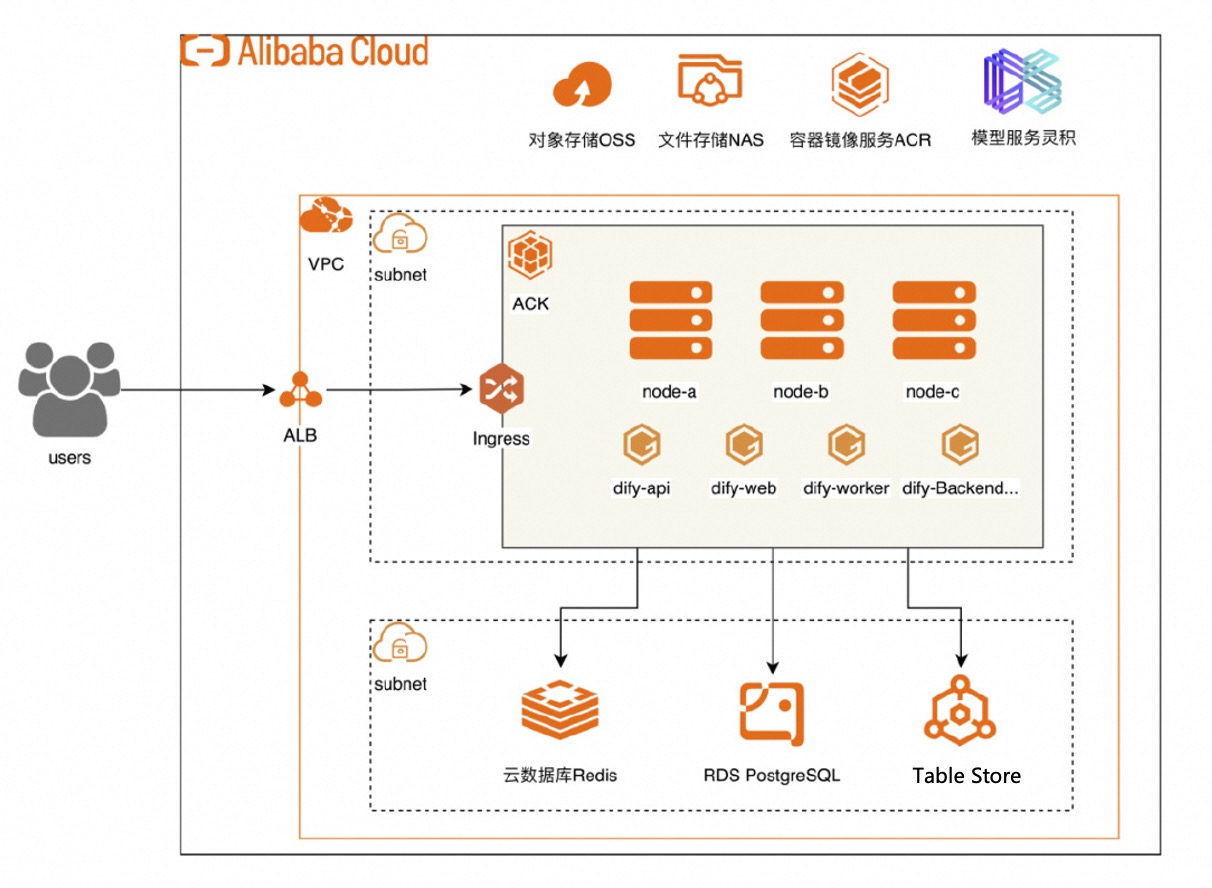 Alibaba Cloud
对象存储OSS
文件存储NAS
容器镜像服务ACR
模型服务灵积
VPC
subnet
ACK
node-a
node-b
node-c
users
ALB
Ingress
dify-api
dify-web
dify-worker
dify-Backend...
subnet
云数据库Redis
RDS PostgreSQL
Table Store